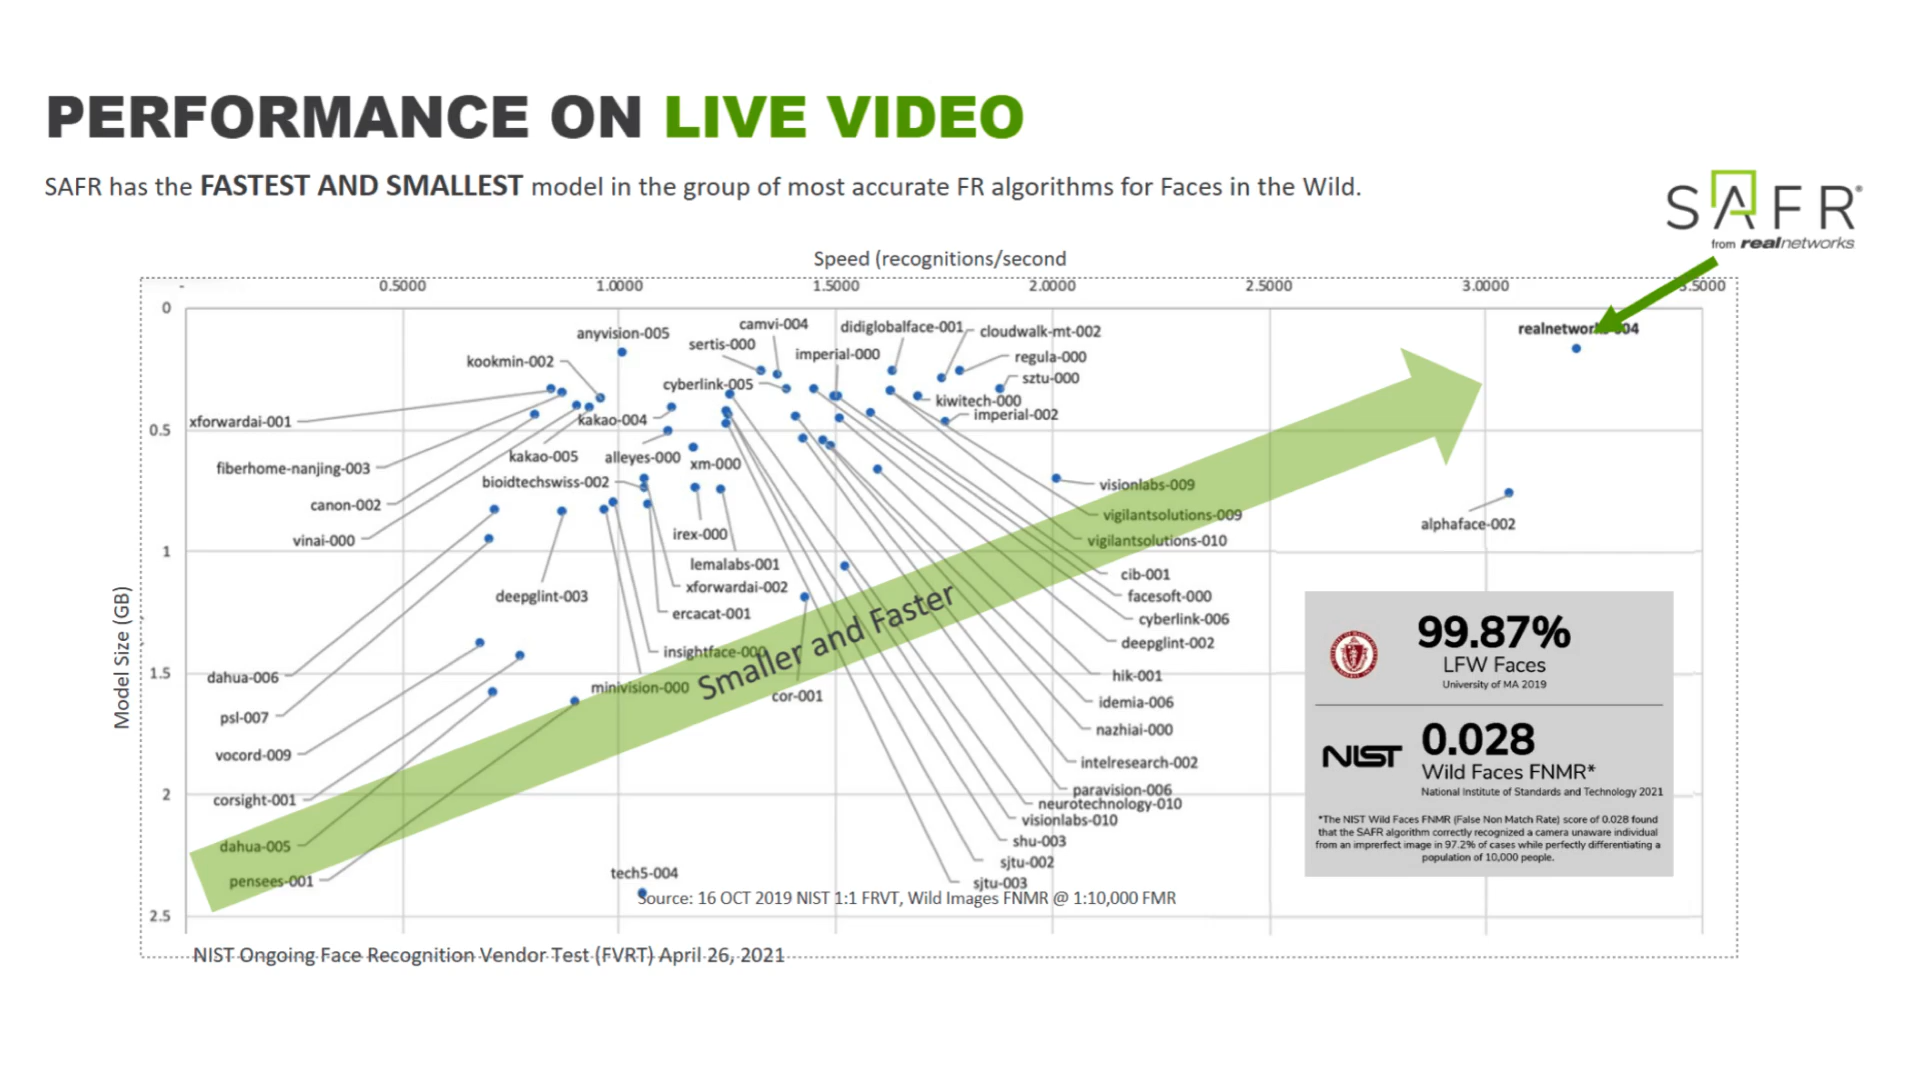 PERFORMANCE ON LIVE VIDEO
SAFR has the FASTEST AND SMALLEST model in the group of most accurate FR algorithms for Faces in the Wild.
SAFR®
from realnetworks
Speed (recognitions/second
- 0.5000 1.0000 1.5000 2.0000 2.5000 3.0000 3.5000
Model Size (GB)
0
0.5
1
1.5
2
2.5
anyvision-005
camvi-004
didiglobalface-001
cloudwalk-mt-002
realnetworks-004
sertis-000
imperial-000
regula-000
kookmin-002
cyberlink-005
sztu-000
kiwitech-000
imperial-002
xforwardai-001
kakao-004
fiberhome-nanjing-003
kakao-005
alleyes-000
xm-000
bioidtechswiss-002
visionlabs-009
canon-002
vigilantsolutions-009
alphaface-002
vinai-000
irex-000
vigilantsolutions-010
lemalabs-001
cib-001
xforwardai-002
deepglint-003
facesoft-000
ercacat-001
cyberlink-006
deepglint-002
insightface-000
Smaller and Faster
dahua-006
minivision-000
cor-001
hik-001
idemia-006
psl-007
nazhiai-000
vocord-009
intelresearch-002
corsight-001
paravision-006
neurotechnology-010
visionlabs-010
dahua-005
shu-003
pensees-001
tech5-004
sjtu-002
sjtu-003
Source: 16 OCT 2019 NIST 1:1 FRVT, Wild Images FNMR @ 1:10,000 FMR
NIST Ongoing Face Recognition Vendor Test (FVRT) April 26, 2021
99.87%
LFW Faces
University of MA 2019
NIST
0.028
Wild Faces FNMR*
National Institute of Standards and Technology 2021
*The NIST Wild Faces FNMR (False Non Match Rate) score of 0.028 found
that the SAFR algorithm correctly recognized a camera unaware individual
from an imprerfect image in 97.2% of cases while perfectly differentiating a
population of 10,000 people.